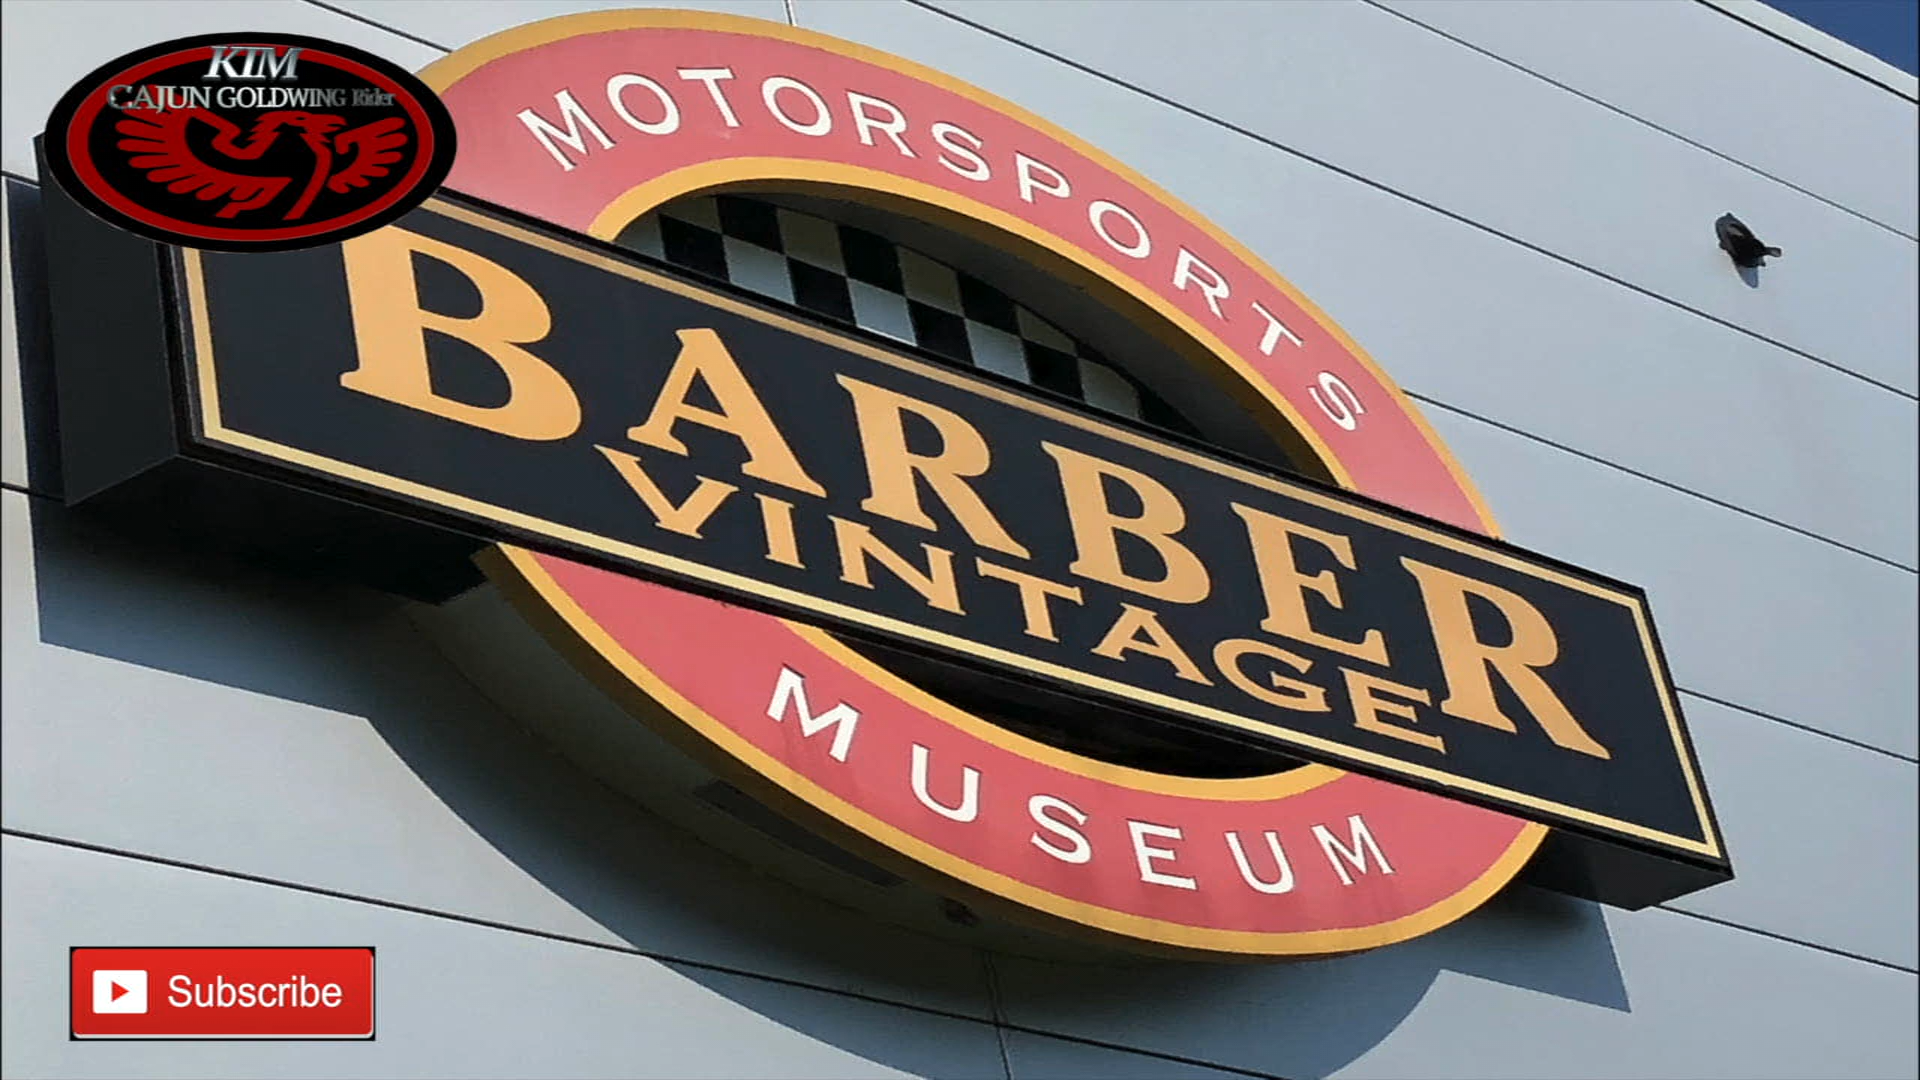 KIM
CAJUN GOLDWING Rider
MOTORSPORTS
BARBER
VINTAGE
MUSEUM
Subscribe